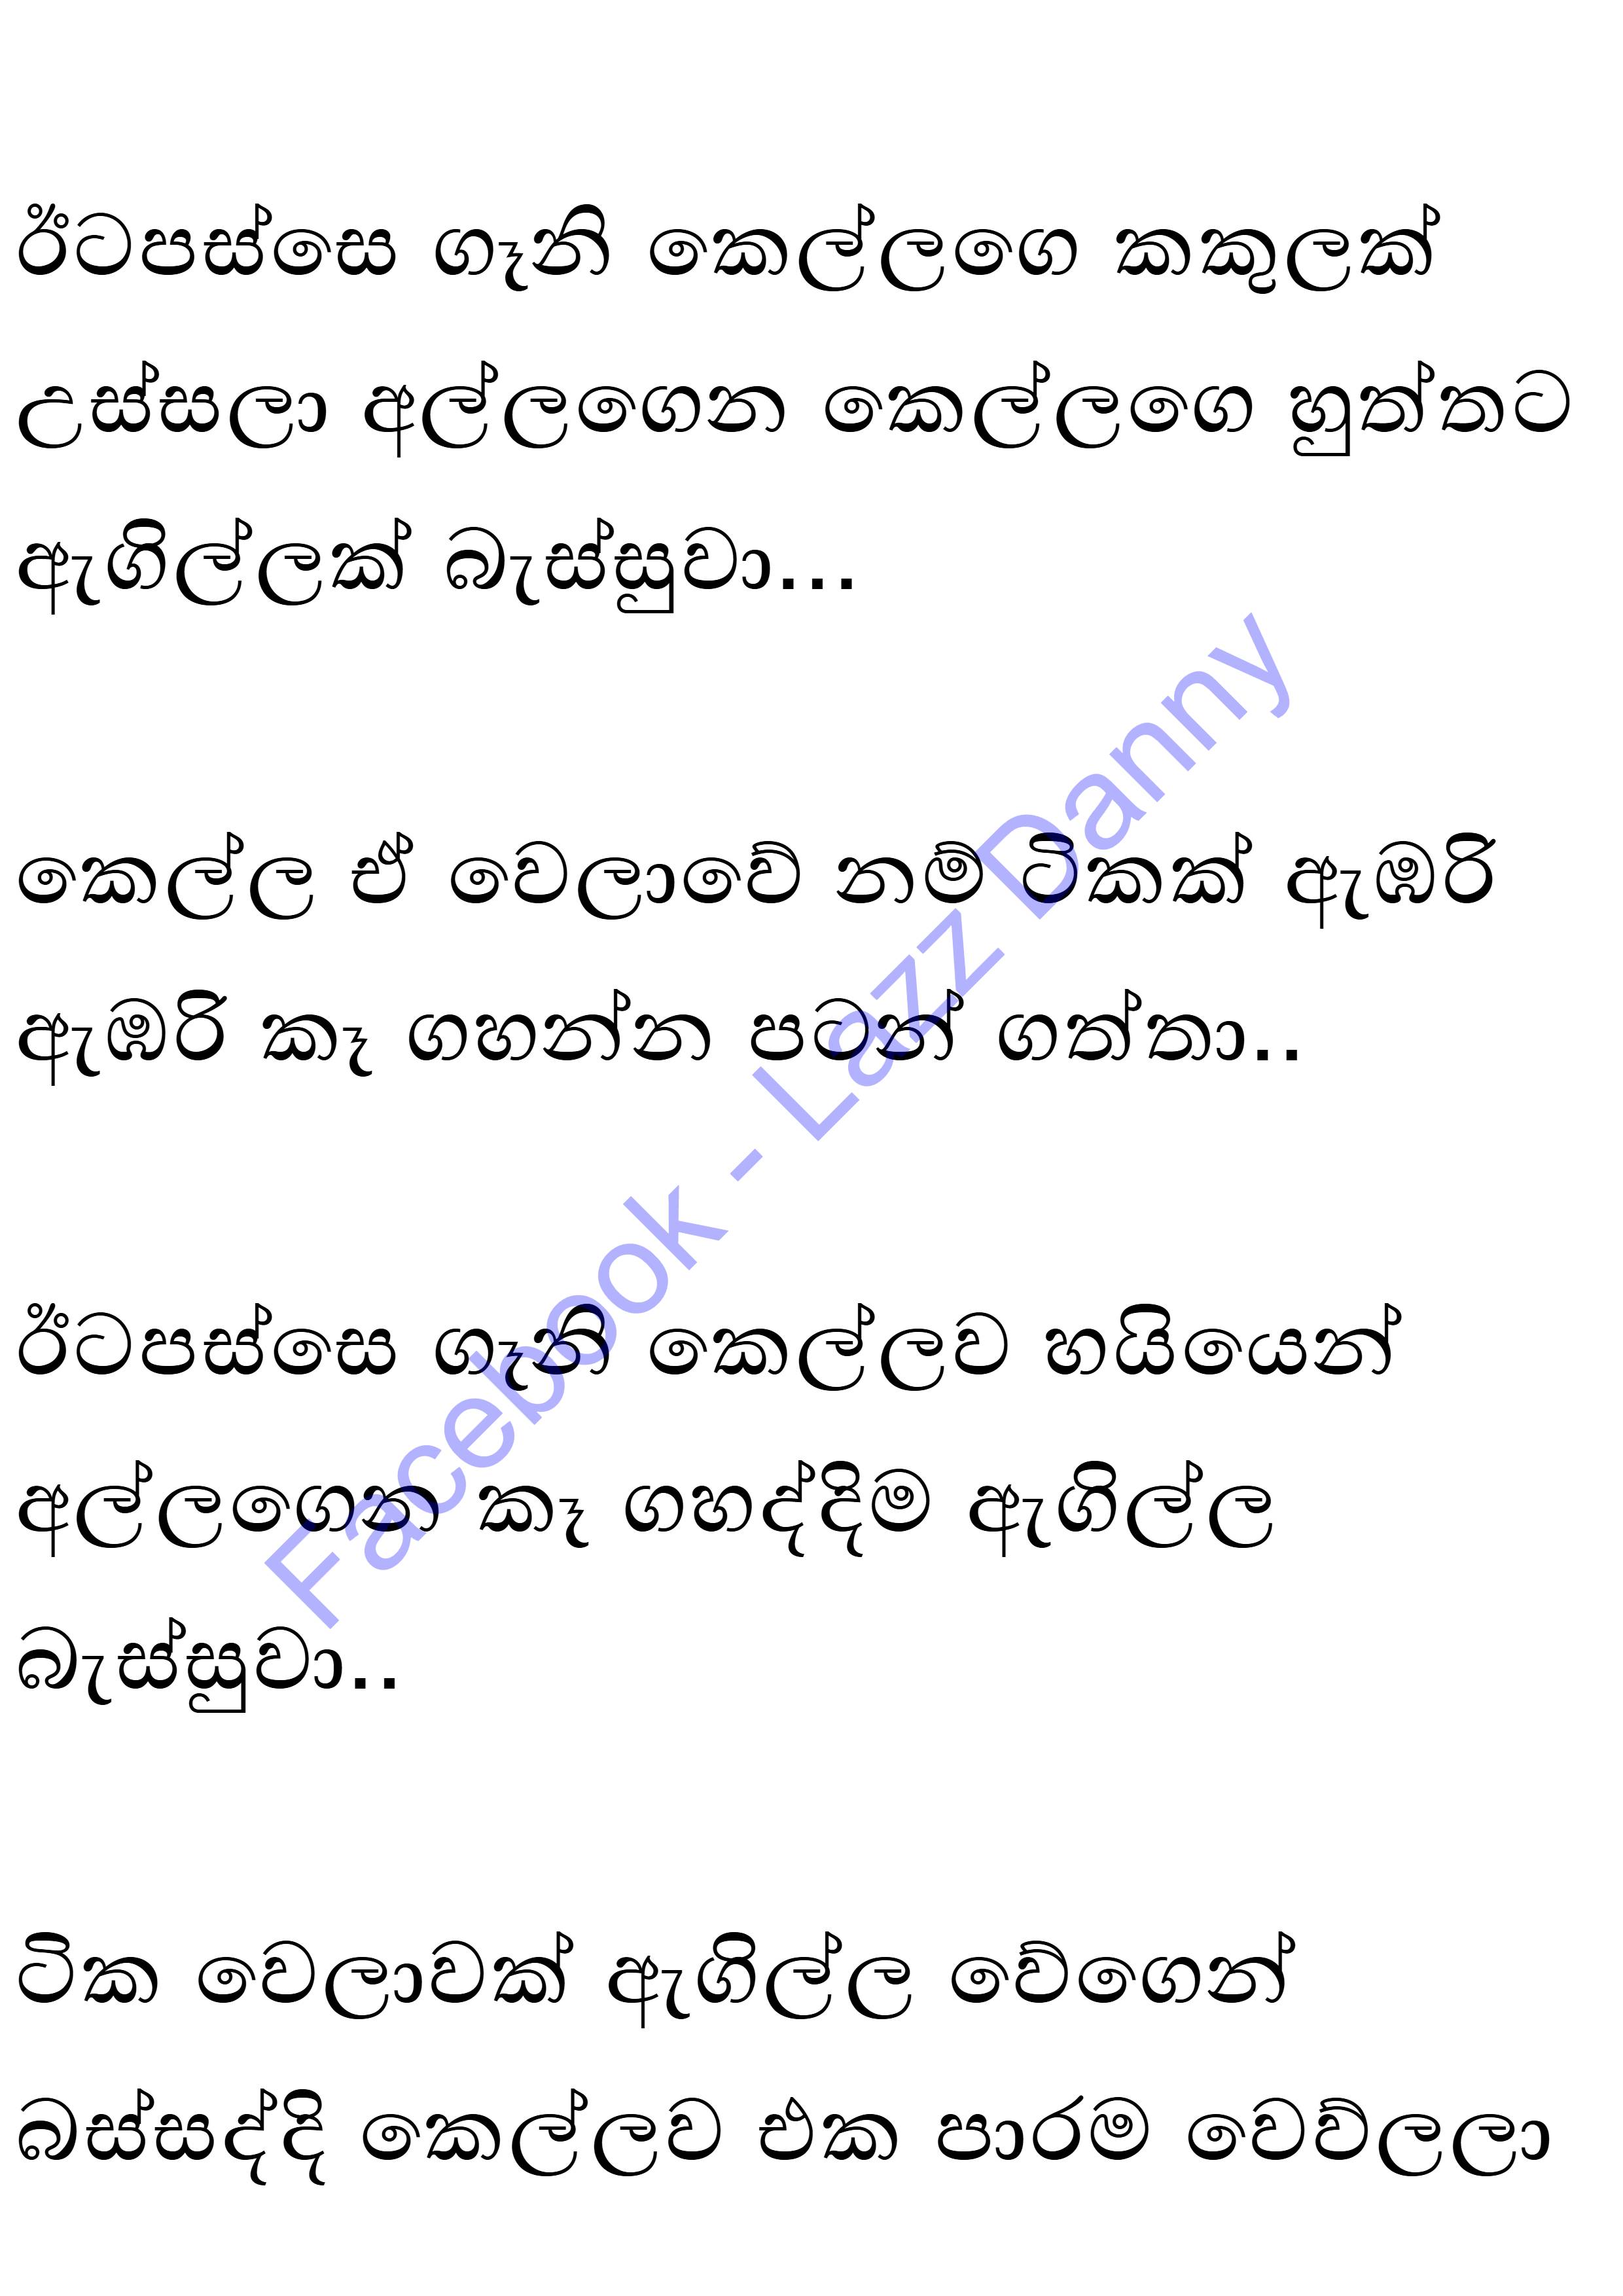 ඊටපස්සෙ ගෑනි කෙල්ලගෙ කකුලක්
උස්සලා අල්ලගෙන කෙල්ලගෙ හුත්තට
ඇගිල්ලක් බැස්සුවා...
කෙල්ල ඒ වෙලාවේ නම් ටිකක් ඇඹරි
ඇඹරි කෑ ගහන්න පටන් ගත්තා..
ඊටපස්සෙ ගෑනි කෙල්ලව හයියෙන්
අල්ලගෙන කෑ ගහද්දිම ඇගිල්ල
බැස්සුවා..
ටික වෙලාවක් ඇගිල්ල වේගෙන්
බස්සද්දි කෙල්ලව එක පාරම වෙව්ලලා
Facebook - Lazz Danny